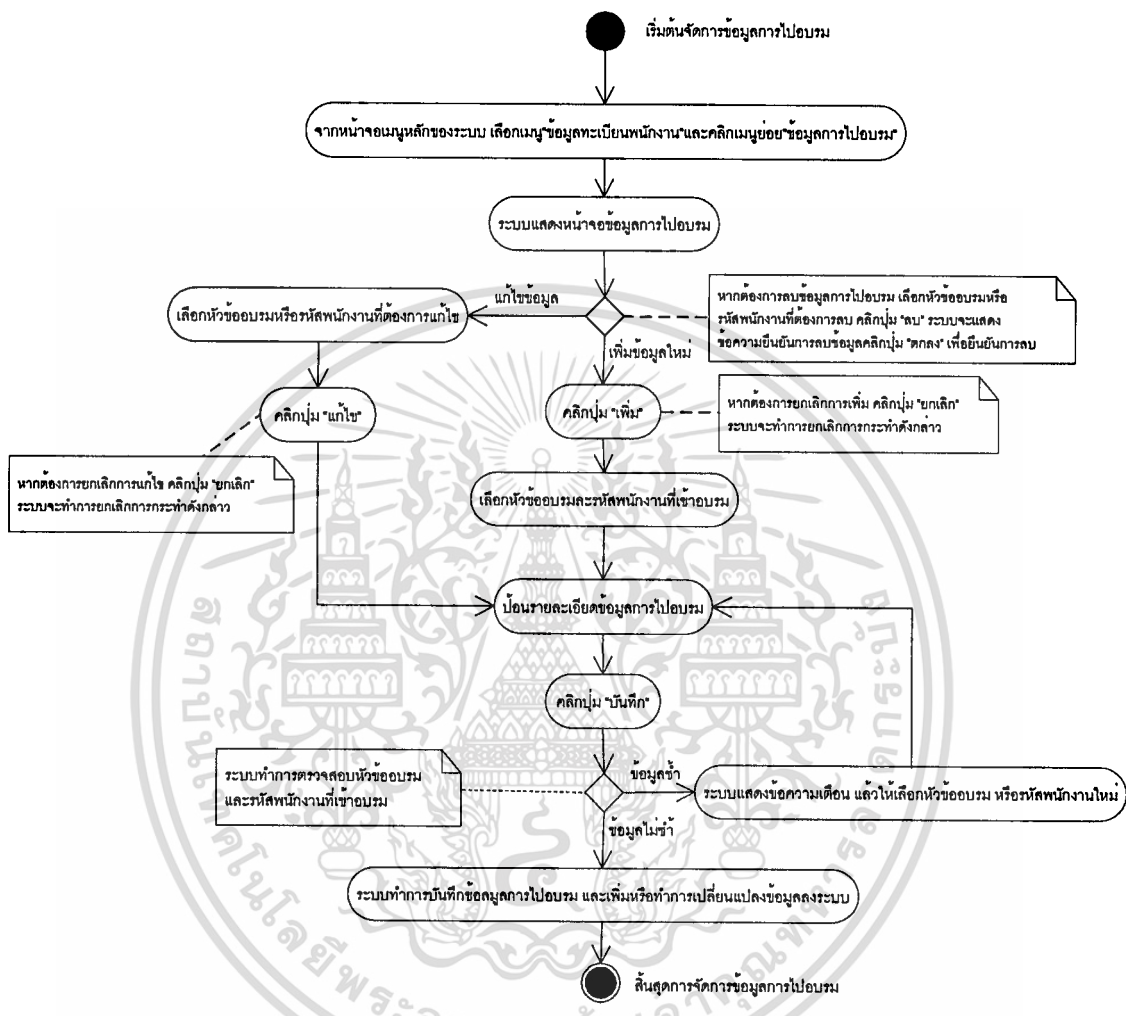 เริ่มต้นจัดการข้อมูลการไปอบรม
จากหน้าจอเมนูหลักของระบบ เลือกเมนู"ข้อมูลทะเบียนพนักงาน"และคลิกเมนูย่อย"ข้อมูลการไปอบรม"
ระบบแสดงหน้าจอข้อมูลการไปอบรม
แก้ไขข้อมูล
เลือกหัวข้ออบรมหรือรหัสพนักงานที่ต้องการแก้ไข
หากต้องการลบข้อมูลการไปอบรม เลือกหัวข้ออบรมหรือ
รหัสพนักงานที่ต้องการลบ คลิกปุ่ม "ลบ" ระบบจะแสดง
ข้อความยืนยันการลบข้อมูลคลิกปุ่ม "ตกลง" เพื่อยืนยันการลบ
เพิ่มข้อมูลใหม่
คลิกปุ่ม "แก้ไข"
คลิกปุ่ม "เพิ่ม"
หากต้องการยกเลิกการเพิ่ม คลิกปุ่ม "ยกเลิก"
ระบบจะทำการยกเลิกการกระทำดังกล่าว
หากต้องการยกเลิกการแก้ไข คลิกปุ่ม "ยกเลิก"
ระบบจะทำการยกเลิกการกระทำดังกล่าว
เลือกหัวข้ออบรมและรหัสพนักงานที่เข้าอบรม
ป้อนรายละเอียดข้อมูลการไปอบรม
คลิกปุ่ม "บันทึก"
ระบบทำการตรวจสอบหัวข้ออบรม
และรหัสพนักงานที่เข้าอบรม
ข้อมูลซ้ำ
ระบบแสดงข้อความเตือน แล้วให้เลือกหัวข้ออบรม หรือรหัสพนักงานใหม่
ข้อมูลไม่ซ้ำ
ระบบทำการบันทึกข้อลมูลการไปอบรม และเพิ่มหรือทำการเปลี่ยนแปลงข้อมูลลงระบบ
สิ้นสุดการจัดการข้อมูลการไปอบรม